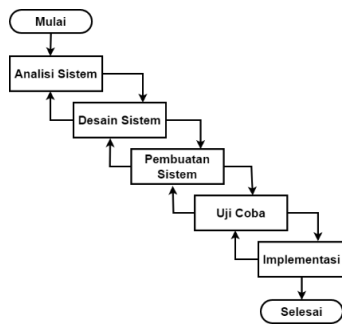 Mulai
Analisi Sistem
Desain Sistem
Pembuatan
Sistem
Uji Coba
Implementasi
Selesai